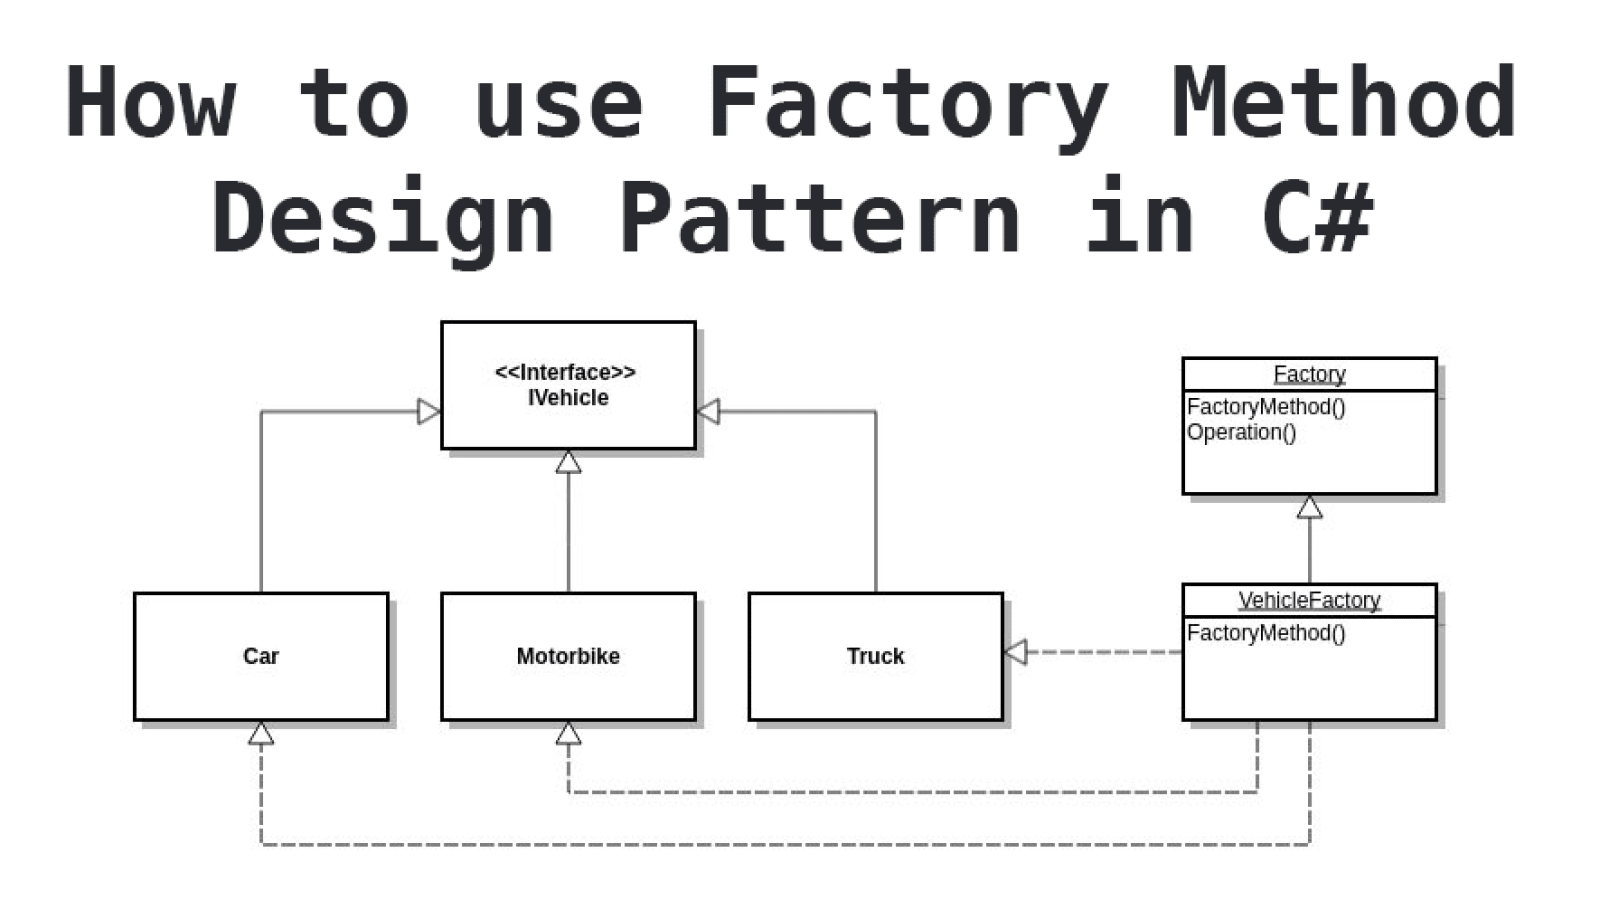 How to use Factory Method
Design Pattern in C#
<<Interface>>
IVehicle
Factory
FactoryMethod()
Operation()
Car
Motorbike
Truck
VehicleFactory
FactoryMethod()